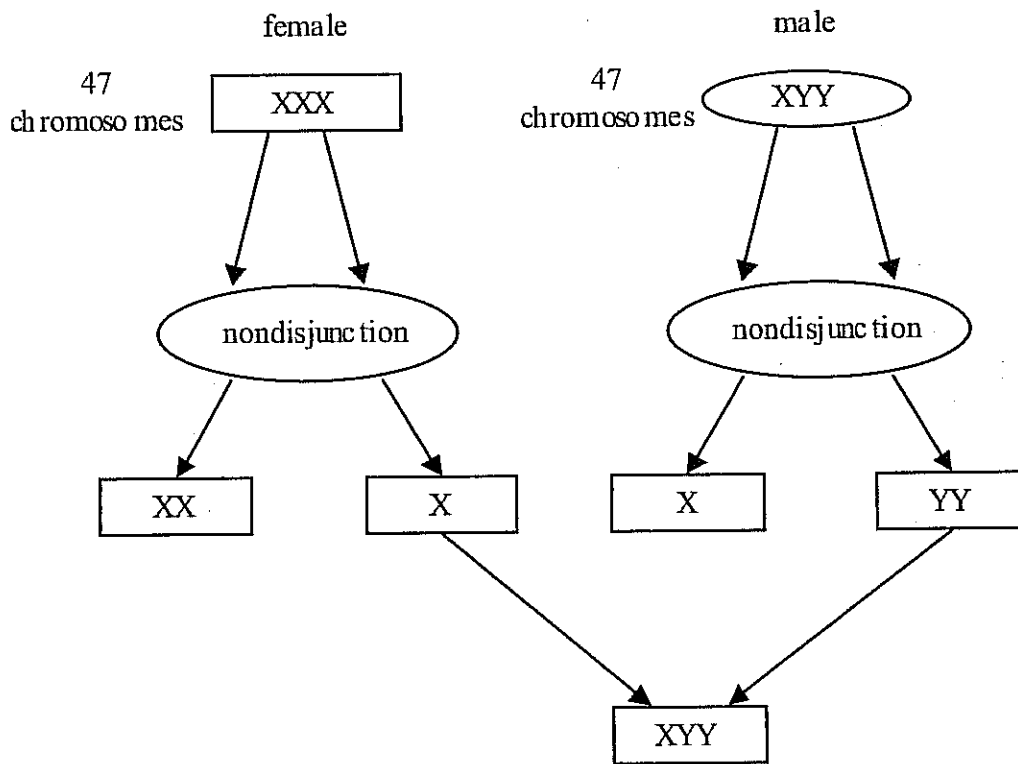 female
male
47
chromosomes
XXX
47
chromosomes
XYY
nondisjunction
nondisjunction
XX
X
X
YY
XYY